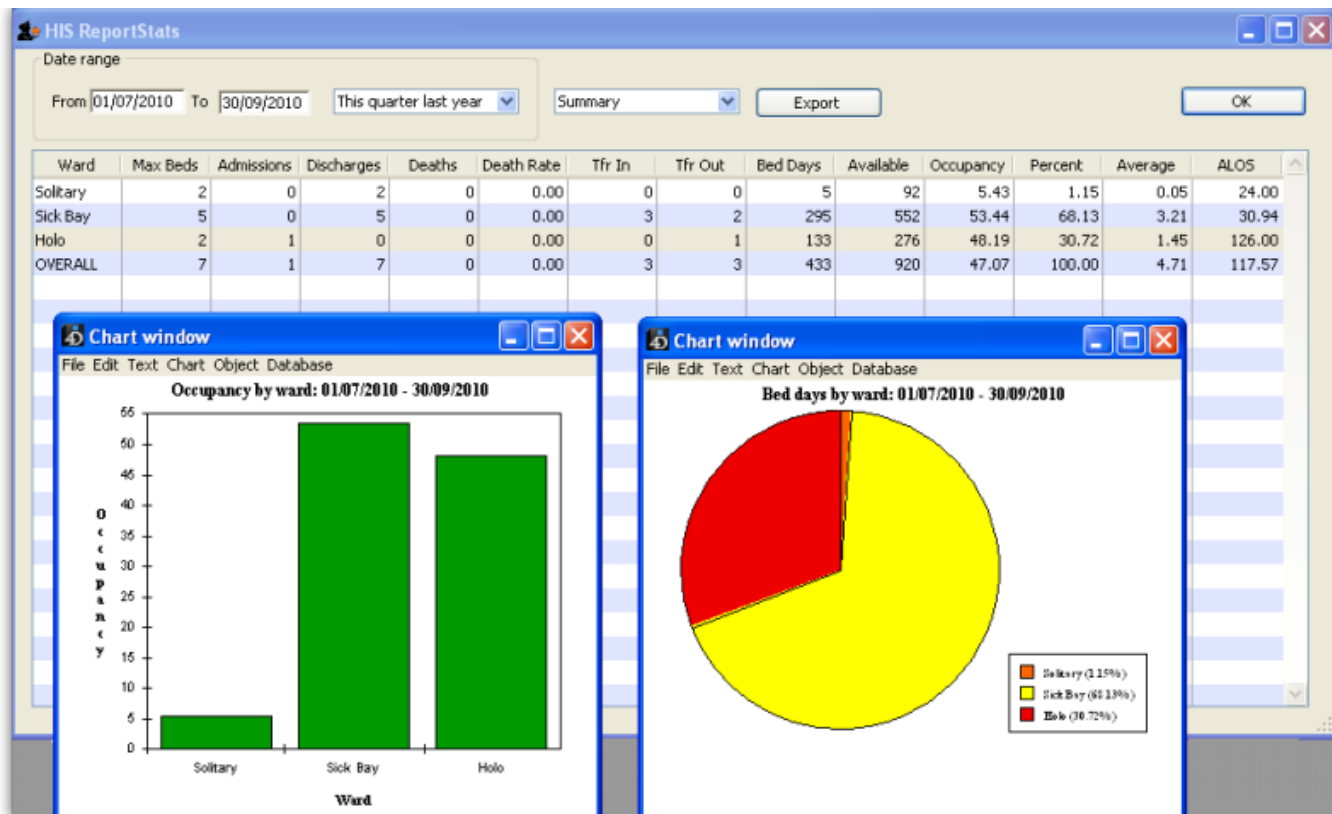 HIS ReportStats
Date range
From 01/07/2010 To 30/09/2010 This quarter last year Summary Export OK
Ward Max Beds Admissions Discharges Deaths Death Rate Tfr In Tfr Out Bed Days Available Occupancy Percent Average ALOS
Solitary 2 0 2 0 0.00 0 0 5 92 5.43 1.15 0.05 24.00
Sick Bay 5 0 5 0 0.00 3 2 295 552 53.44 68.13 3.21 30.94
Holo 2 1 0 0 0.00 0 1 133 276 48.19 30.72 1.45 126.00
OVERALL 7 1 7 0 0.00 3 3 433 920 47.07 100.00 4.71 117.57
Chart window
File Edit Text Chart Object Database
Occupancy by ward: 01/07/2010 - 30/09/2010
55
50
45
40
35
30
25
20
15
10
5
0
Occupancy
Solitary Sick Bay Holo
Ward
Chart window
File Edit Text Chart Object Database
Bed days by ward: 01/07/2010 - 30/09/2010
Solitary (1.15%)
Sick Bay (68.13%)
Holo (30.72%)